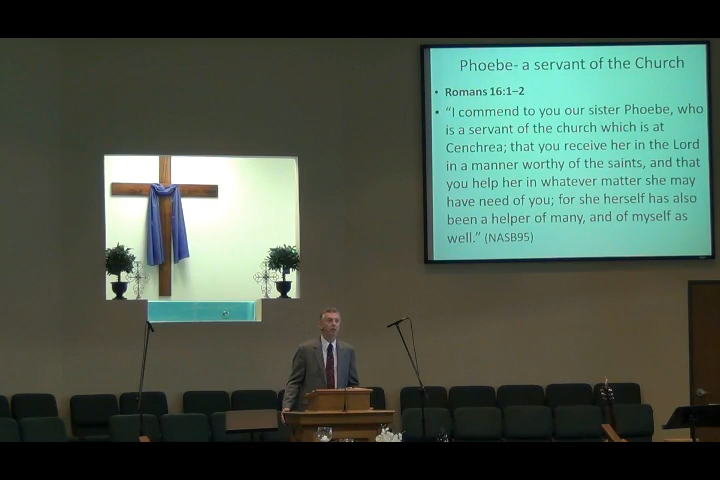 Phoebe- a servant of the Church
• Romans 16:1–2
• "I commend to you our sister Phoebe, who
is a servant of the church which is at
Cenchrea; that you receive her in the Lord
in a manner worthy of the saints, and that
you help her in whatever matter she may
have need of you; for she herself has also
been a helper of many, and of myself as
well." (NASB95)